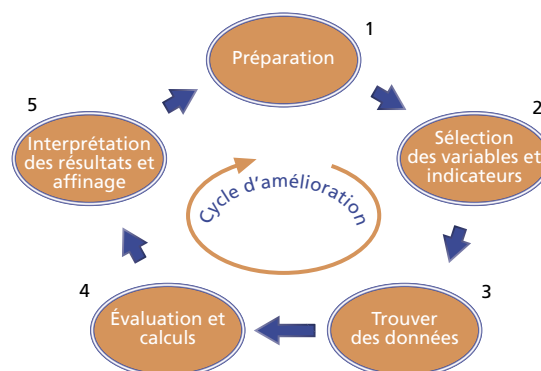 1
Préparation
2
Sélection
des variables et
indicateurs
3
Trouver
des données
4
Évaluation et
calculs
5
Interprétation
des résultats et
affinage
Cycle d'amélioration